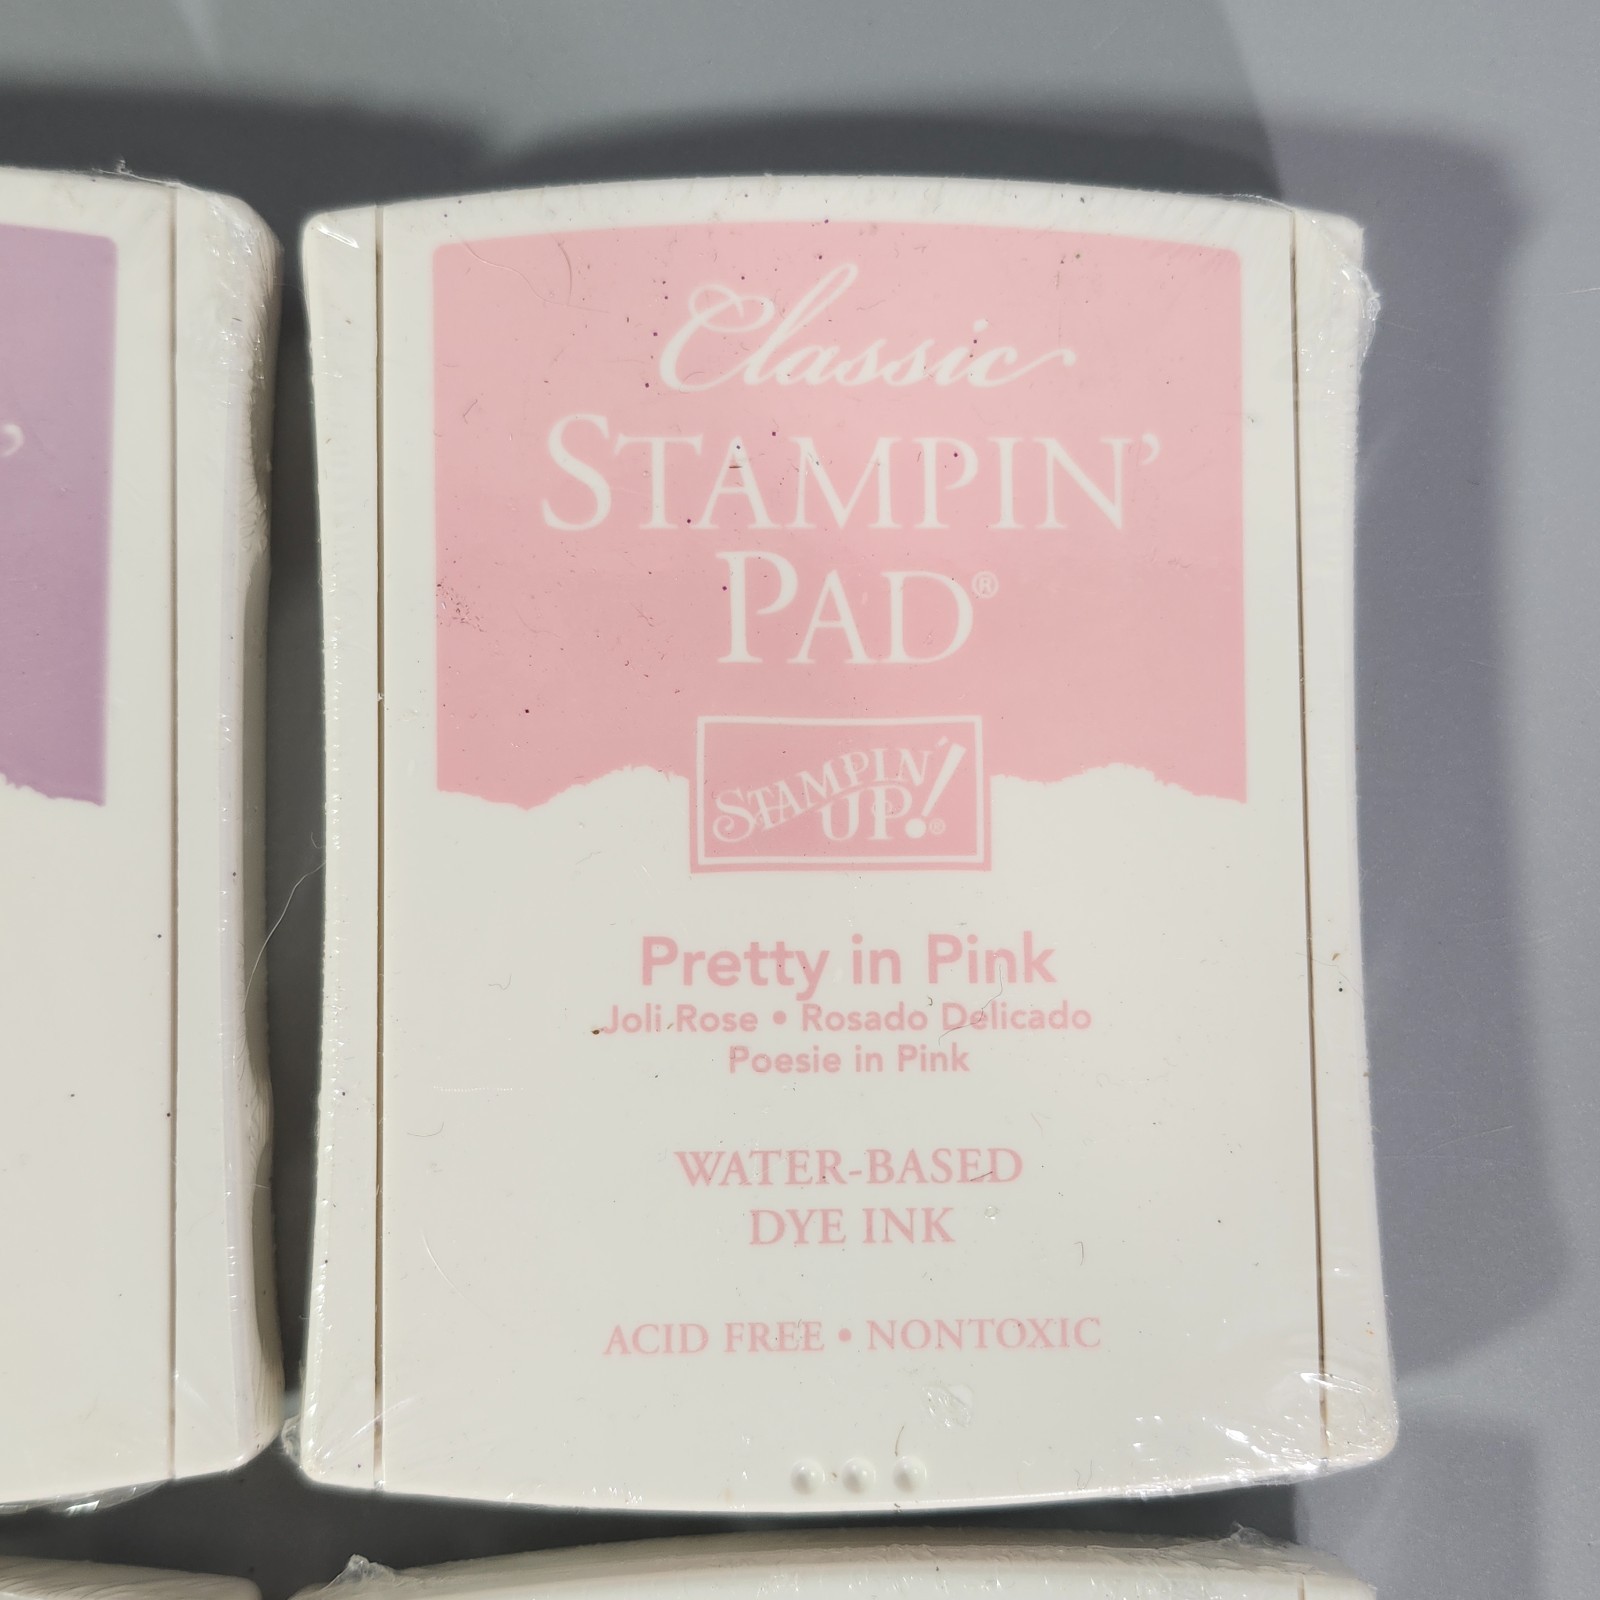 Classic
STAMPIN'
PAD®
STAMPIN'
UP!®
Pretty in Pink
Joli Rose • Rosado Delicado
Poesie in Pink
WATER-BASED
DYE INK
ACID FREE • NONTOXIC